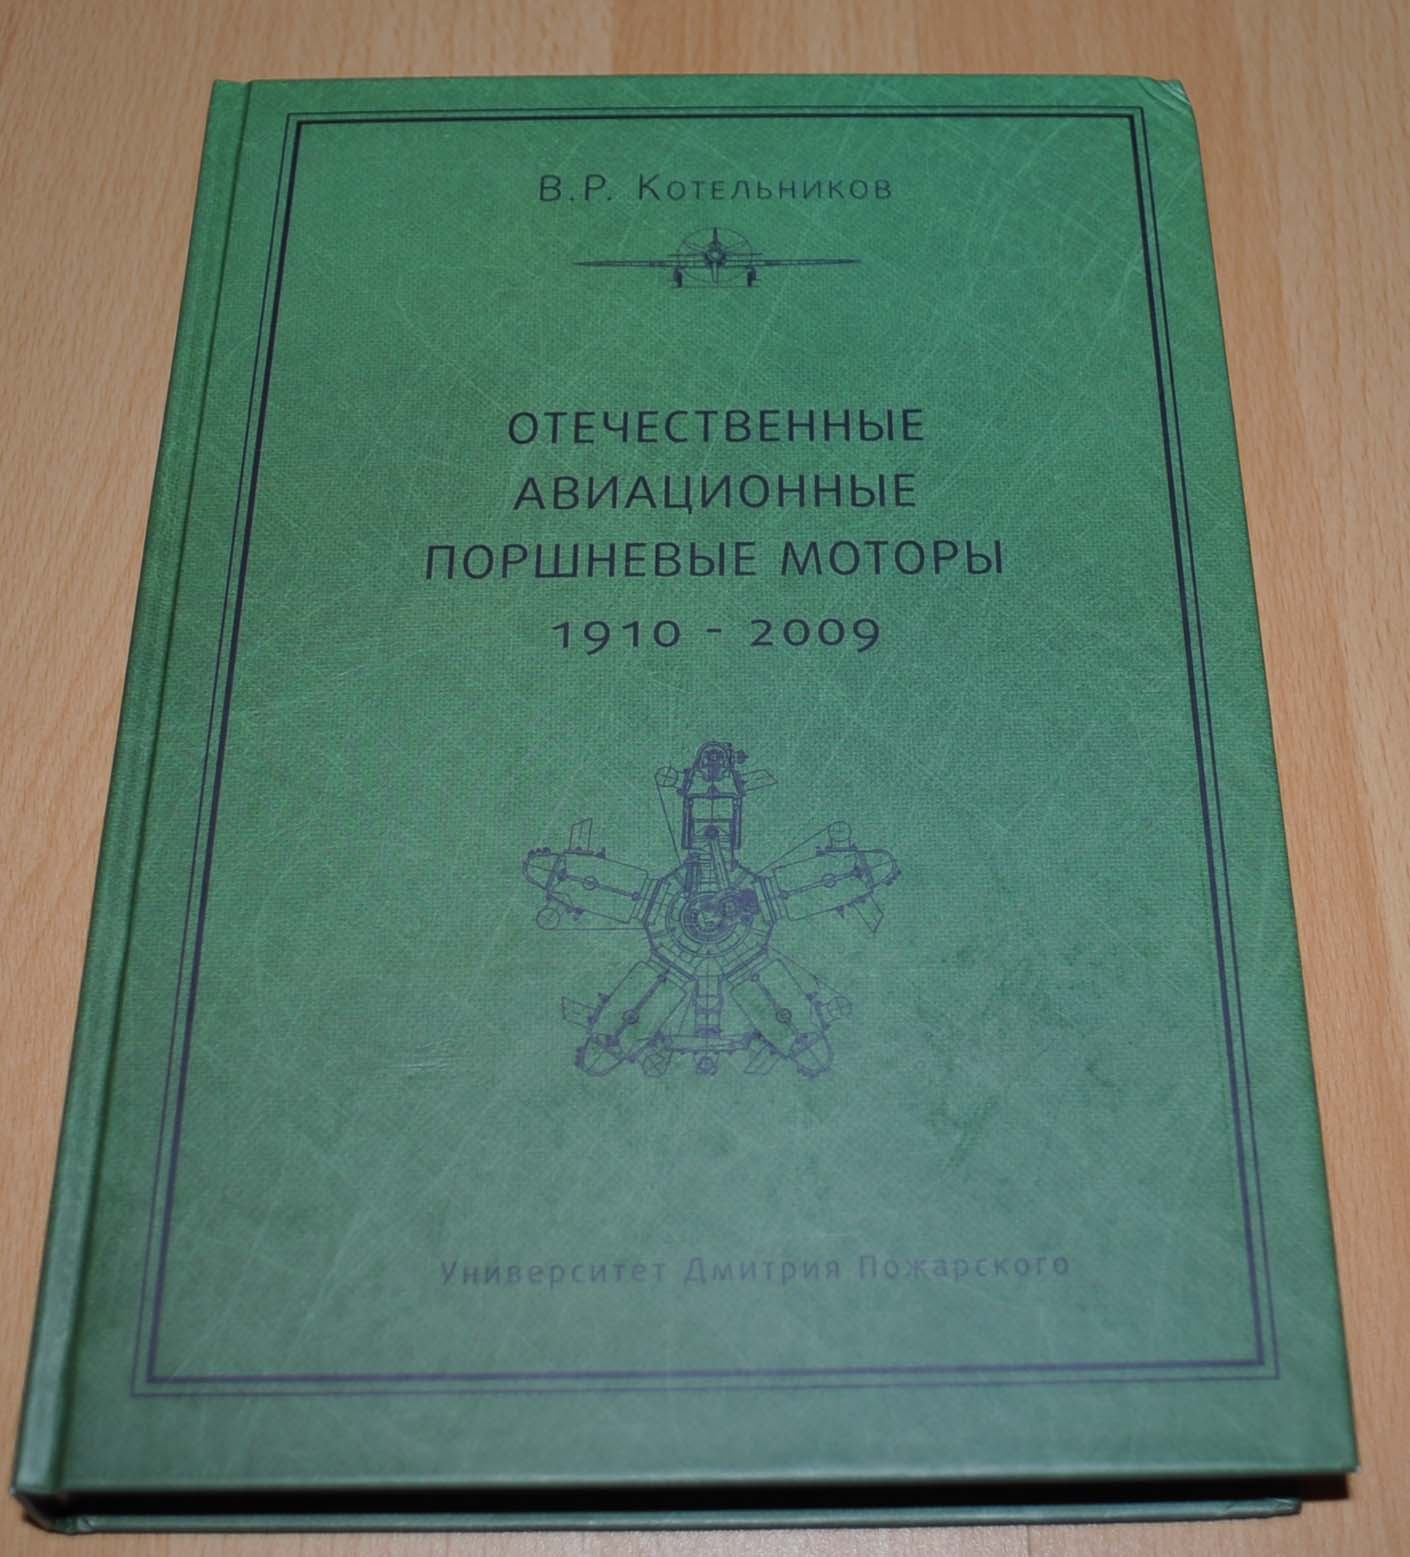 В.Р. Котельников
ОТЕЧЕСТВЕННЫЕ
АВИАЦИОННЫЕ
ПОРШНЕВЫЕ МОТОРЫ
1910 - 2009
Университет Дмитрия Пожарского